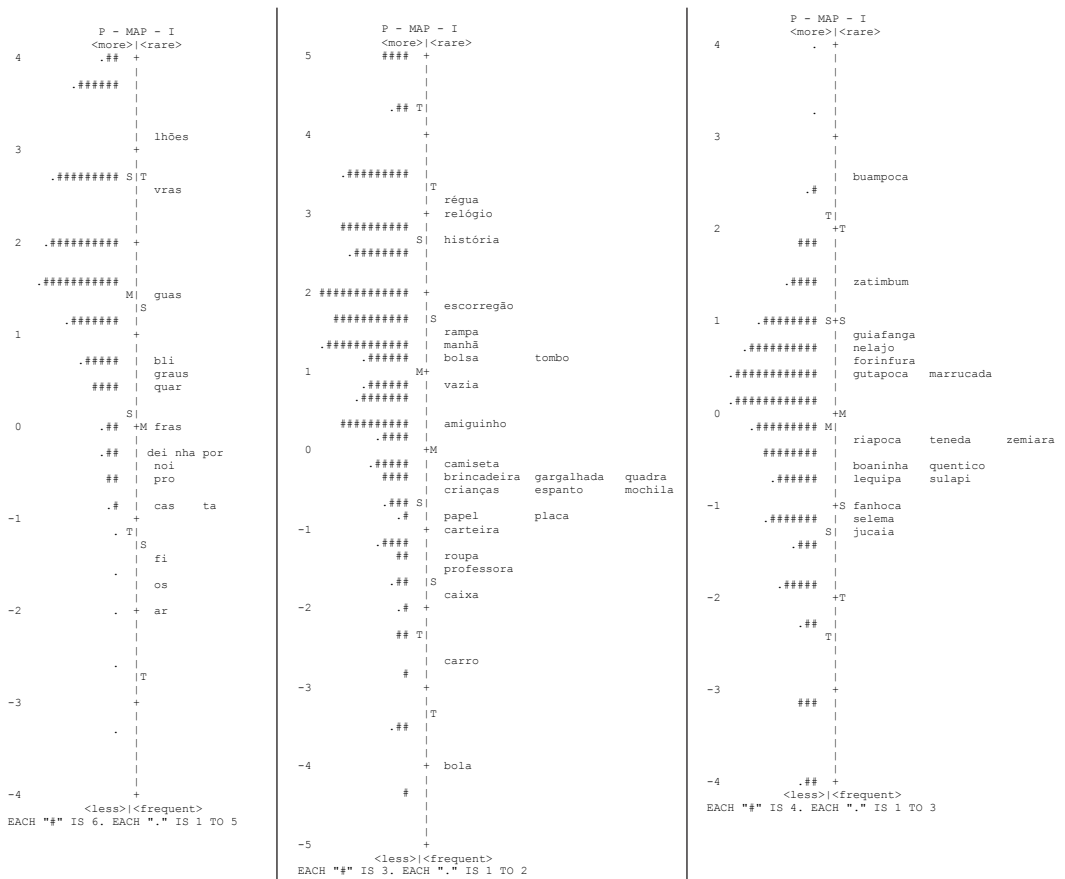 P - MAP - I
<more>|<rare>
4 .## +
|
.###### |
|
|
|
| lhões
3 +
|
.######### S|T
| vras
|
|
|
2 .########## +
|
|
.########### |
M| guas
|S
.####### |
1 +
|
.##### | bli
| graus
#### | quar
|
S|
0 .## +M fras
|
.## | dei nha por
| noi
## | pro
|
.# | cas ta
-1 +
. T|
|S
| fi
. |
| os
|
-2 . + ar
|
|
|
. |
|T
|
-3 +
|
. |
|
|
|
|
-4 +
<less>|<frequent>
EACH "#" IS 6. EACH "." IS 1 TO 5
P - MAP - I
<more>|<rare>
5 #### +
|
|
|
.## T|
|
4 +
|
|
.######### |
|T
| régua
3 + relógio
########## |
S| história
.######## |
|
|
2 ############# +
| escorregão
########### |S
| rampa
.############ | manhã
.###### | bolsa tombo
1 M+
.###### | vazia
.####### |
|
########## | amiguinho
.#### |
0 +M
.##### | camiseta
#### | brincadeira gargalhada quadra
| crianças espanto mochila
.### S|
.# | papel placa
-1 + carteira
.#### |
## | roupa
| professora
.## |S
| caixa
-2 .# +
|
## T|
|
| carro
# |
-3 +
|
|T
.## |
|
|
-4 + bola
|
# |
|
|
|
-5 +
<less>|<frequent>
EACH "#" IS 3. EACH "." IS 1 TO 2
P - MAP - I
<more>|<rare>
4 . +
|
|
|
|
. |
|
3 +
|
|
| buampoca
.# |
|
T|
2 +T
### |
|
|
.#### | zatimbum
|
|
1 .######## S+S
| guiafanga
.########## | nelajo
| forinfura
.############ | gutapoca marrucada
|
.############ |
0 +M
.######### M|
| riapoca teneda zemiara
######## |
| boaninha quentico
.###### | lequipa sulapi
|
-1 +S fanhoca
.####### | selema
S| jucaia
.### |
|
|
.##### |
-2 +T
|
.## |
T|
|
|
|
-3 +
### |
|
|
|
|
|
-4 .## +
<less>|<frequent>
EACH "#" IS 4. EACH "." IS 1 TO 3